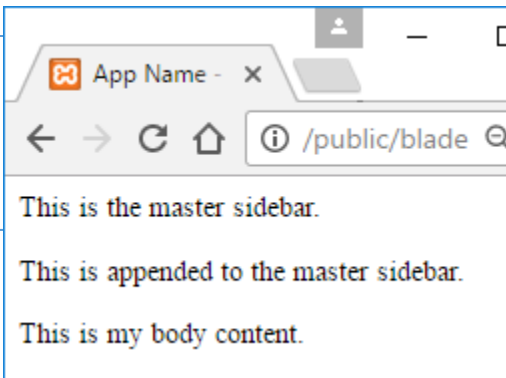 App Name -
/public/blade
This is the master sidebar.
This is appended to the master sidebar.
This is my body content.